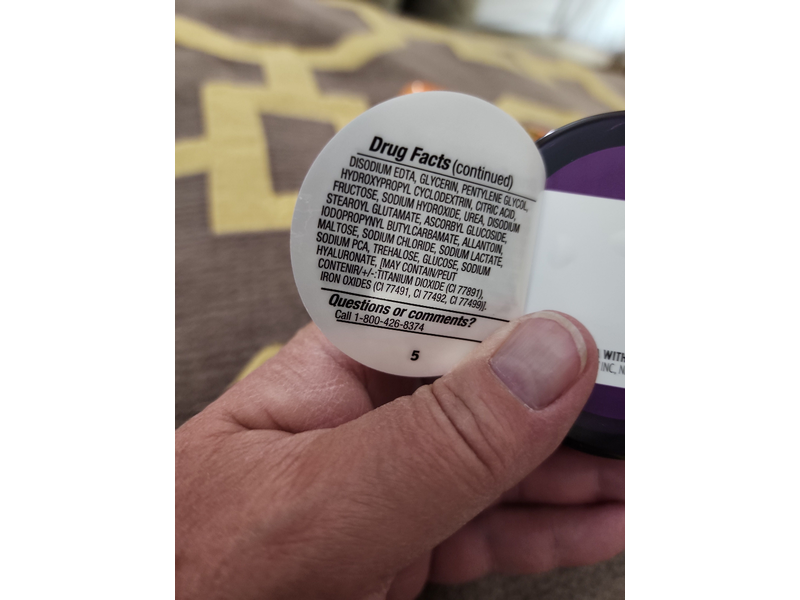 Drug Facts (continued)
DISODIUM EDTA, GLYCERIN, PENTYLENE GLYCOL,
HYDROXYPROPYL CYCLODEXTRIN, CITRIC ACID,
FRUCTOSE, SODIUM HYDROXIDE, UREA, DISODIUM
STEAROYL GLUTAMATE, ASCORBYL GLUCOSIDE,
IODOPROPYNYL BUTYLCARBAMATE, ALLANTOIN,
MALTOSE, SODIUM CHLORIDE, SODIUM LACTATE,
SODIUM PCA, TREHALOSE, GLUCOSE, SODIUM
HYALURONATE, [MAY CONTAIN/PEUT
CONTENIR/+/-:TITANIUM DIOXIDE (CI 77891),
IRON OXIDES (CI 77491, CI 77492, CI 77499)].
Questions or comments?
Call 1-800-426-8374
5
WITH
INC, N